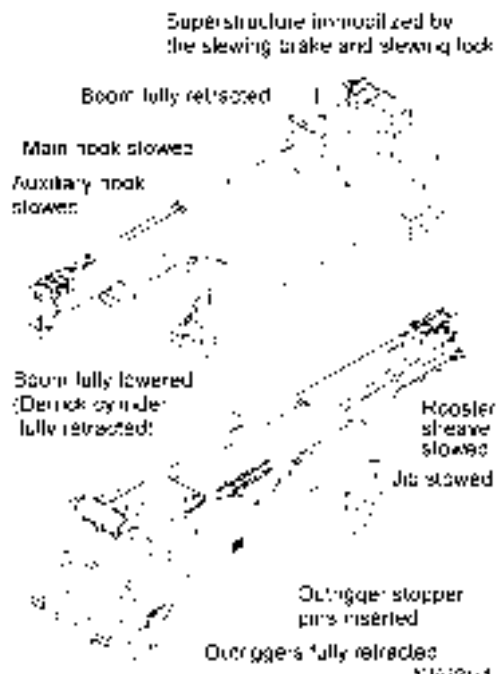 Superstructure immobilized by
the slewing brake and slewing lock
Boom fully retracted
Main hook stowed
Auxiliary hook
stowed
Boom fully lowered
(Derrick cylinder
fully retracted)
Rooster
sheave
stowed
Jib stowed
Outrigger stopper
pins inserted
Outriggers fully retracted